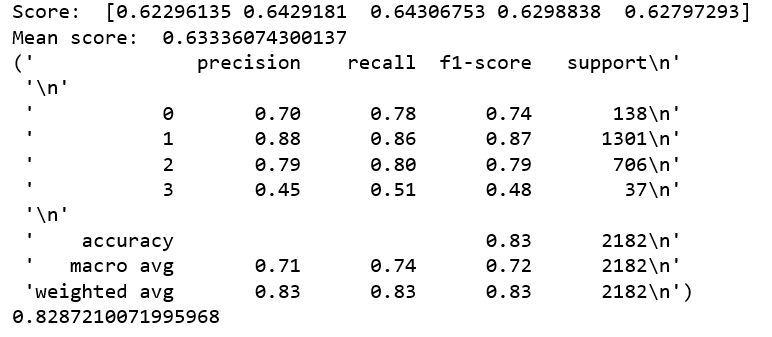 Score:  [0.62296135 0.6429181  0.64306753 0.6298838  0.62797293]
Mean score:  0.63336074300137
('              precision    recall  f1-score   support\n'
 '\n'
 '           0       0.70      0.78      0.74       138\n'
 '           1       0.88      0.86      0.87      1301\n'
 '           2       0.79      0.80      0.79       706\n'
 '           3       0.45      0.51      0.48        37\n'
 '\n'
 '    accuracy                           0.83      2182\n'
 '   macro avg       0.71      0.74      0.72      2182\n'
 'weighted avg       0.83      0.83      0.83      2182\n')
0.8287210071995968